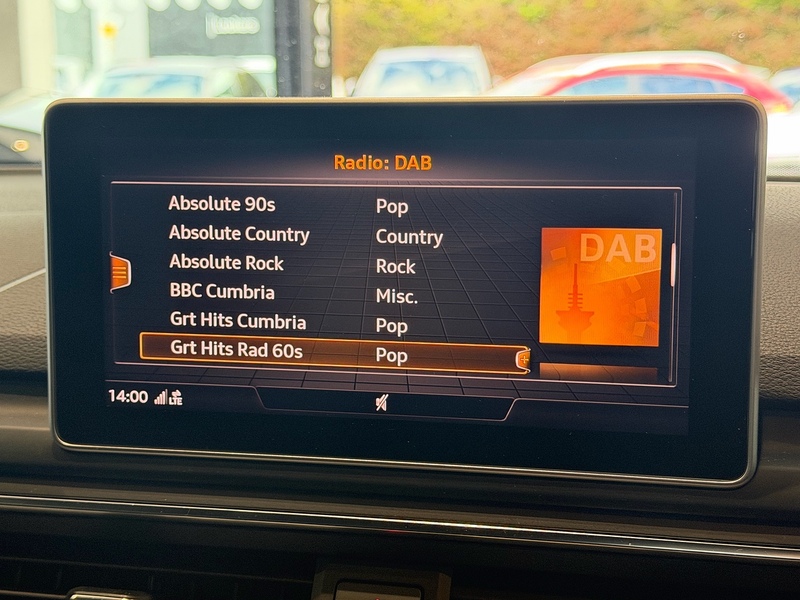 Radio: DAB
Absolute 90s Pop
Absolute Country Country
Absolute Rock Rock
BBC Cumbria Misc.
Grt Hits Cumbria Pop
Grt Hits Rad 60s Pop
DAB
14:00 LTE